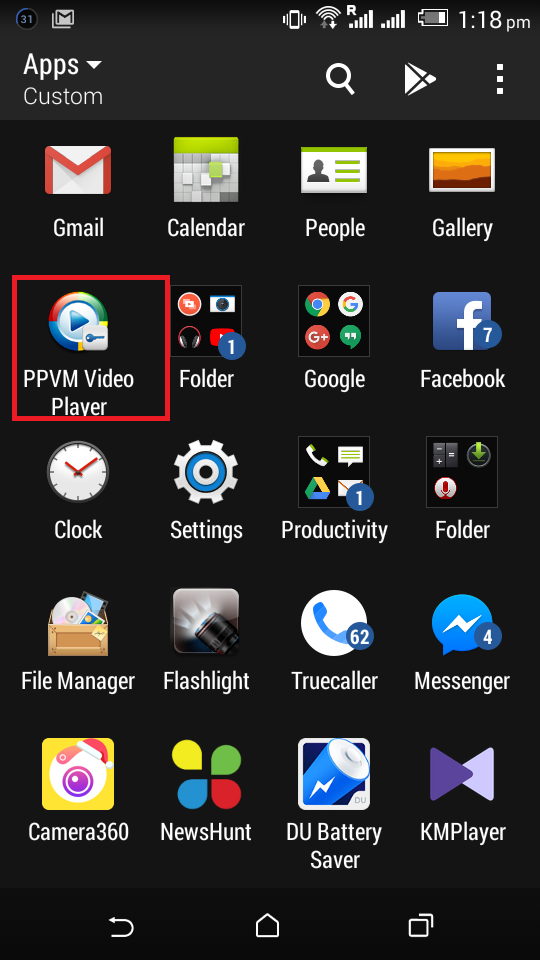 31
R
1:18 pm
Apps
Custom
Gmail
Calendar
People
Gallery
1
G
G+
7
PPVM Video
Player
Folder
Google
Facebook
1
Clock
Settings
Productivity
Folder
62
4
File Manager
Flashlight
Truecaller
Messenger
DU
Camera360
NewsHunt
DU Battery
Saver
KMPlayer